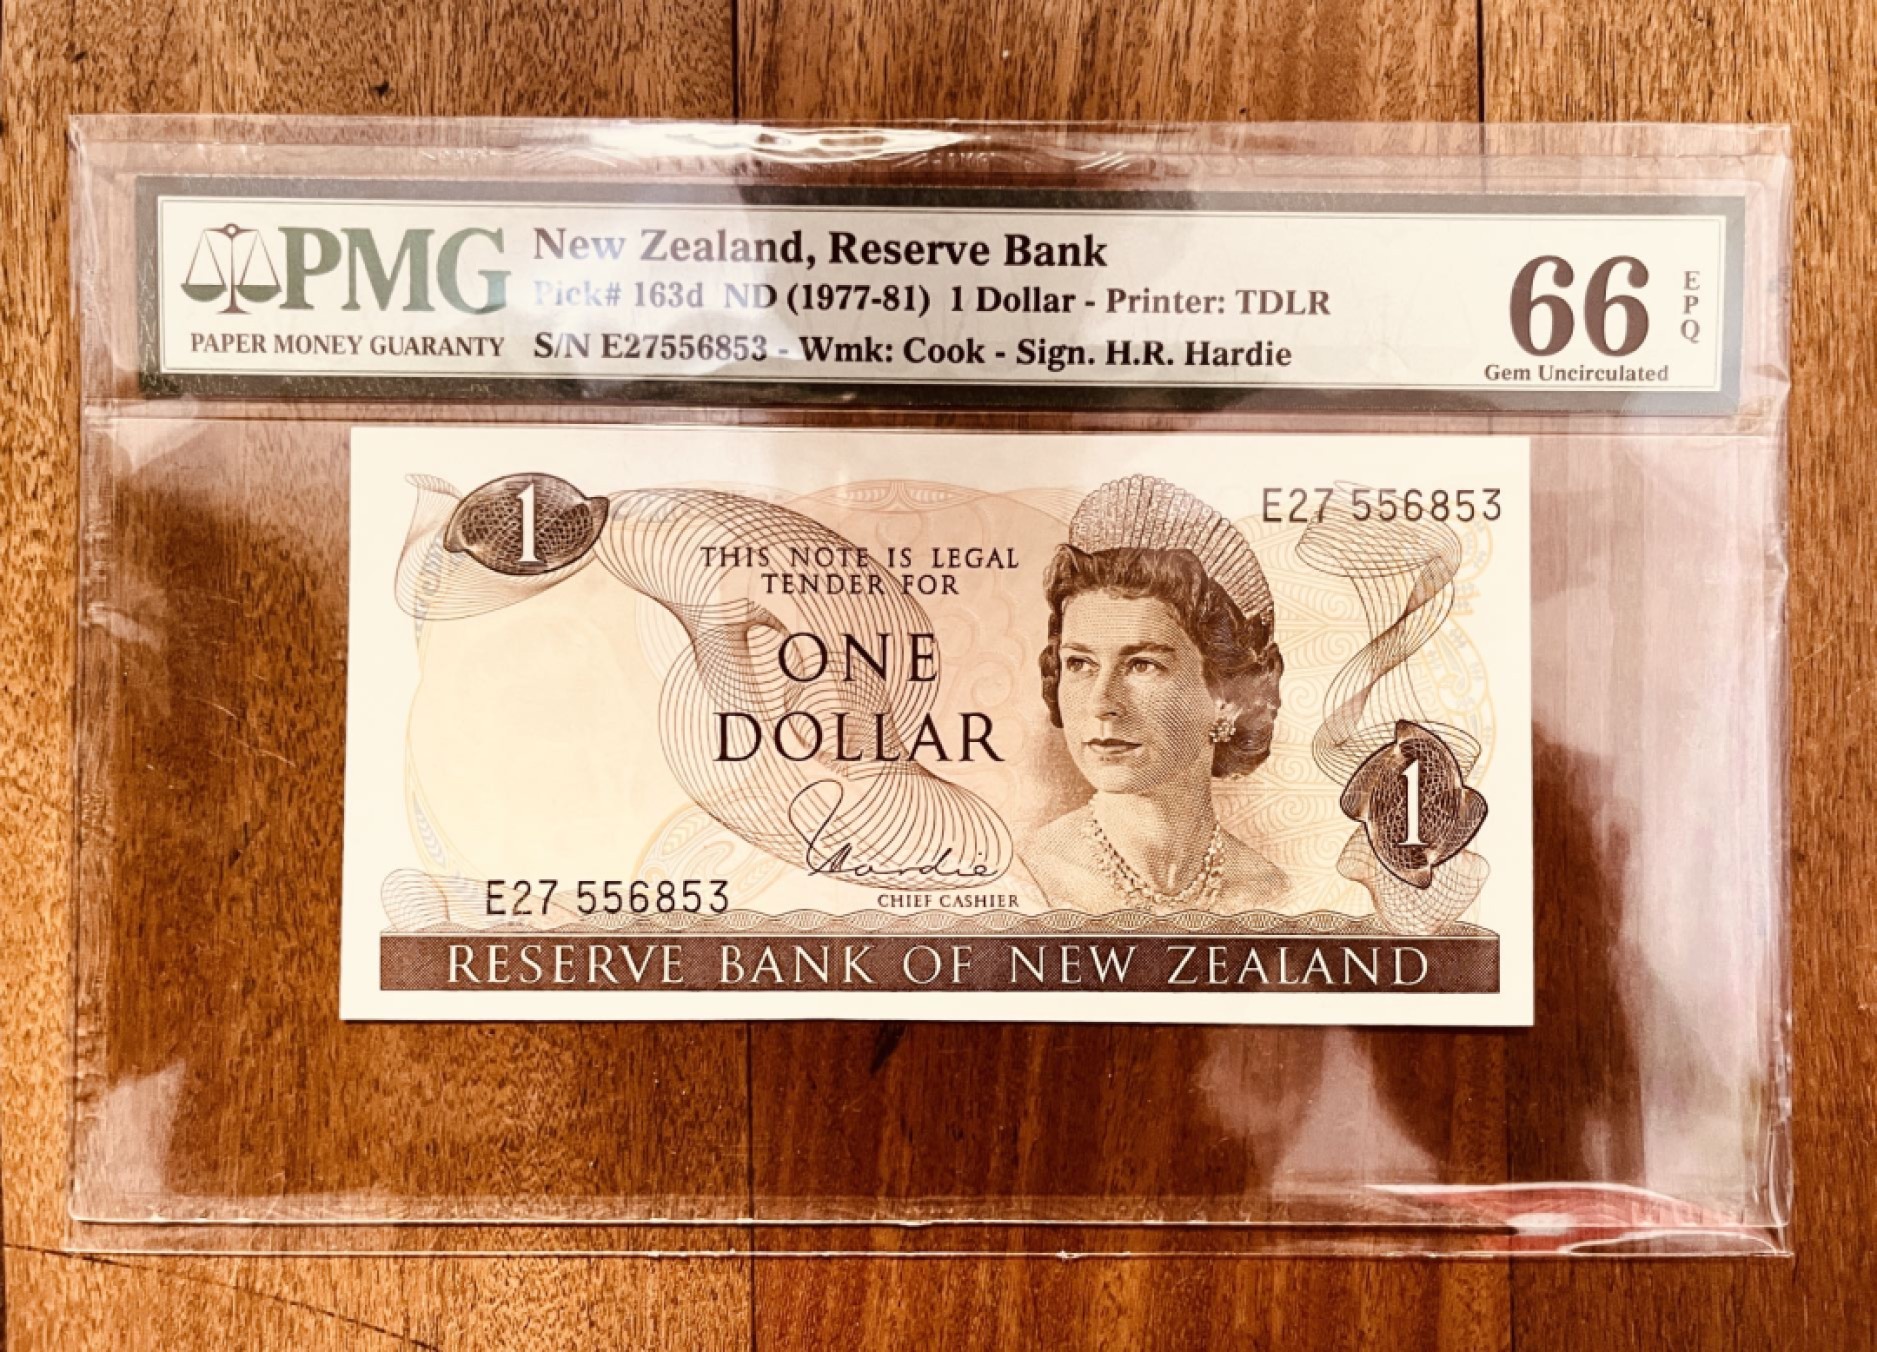 PMG
PAPER MONEY GUARANTY
New Zealand, Reserve Bank
Pick# 163d ND (1977-81) 1 Dollar - Printer: TDLR
S/N E27556853 - Wmk: Cook - Sign. H.R. Hardie
66
EPQ
Gem Uncirculated
1
E27 556853
THIS NOTE IS LEGAL
TENDER FOR
ONE
DOLLAR
1
Hardie
E27 556853
CHIEF CASHIER
RESERVE BANK OF NEW ZEALAND